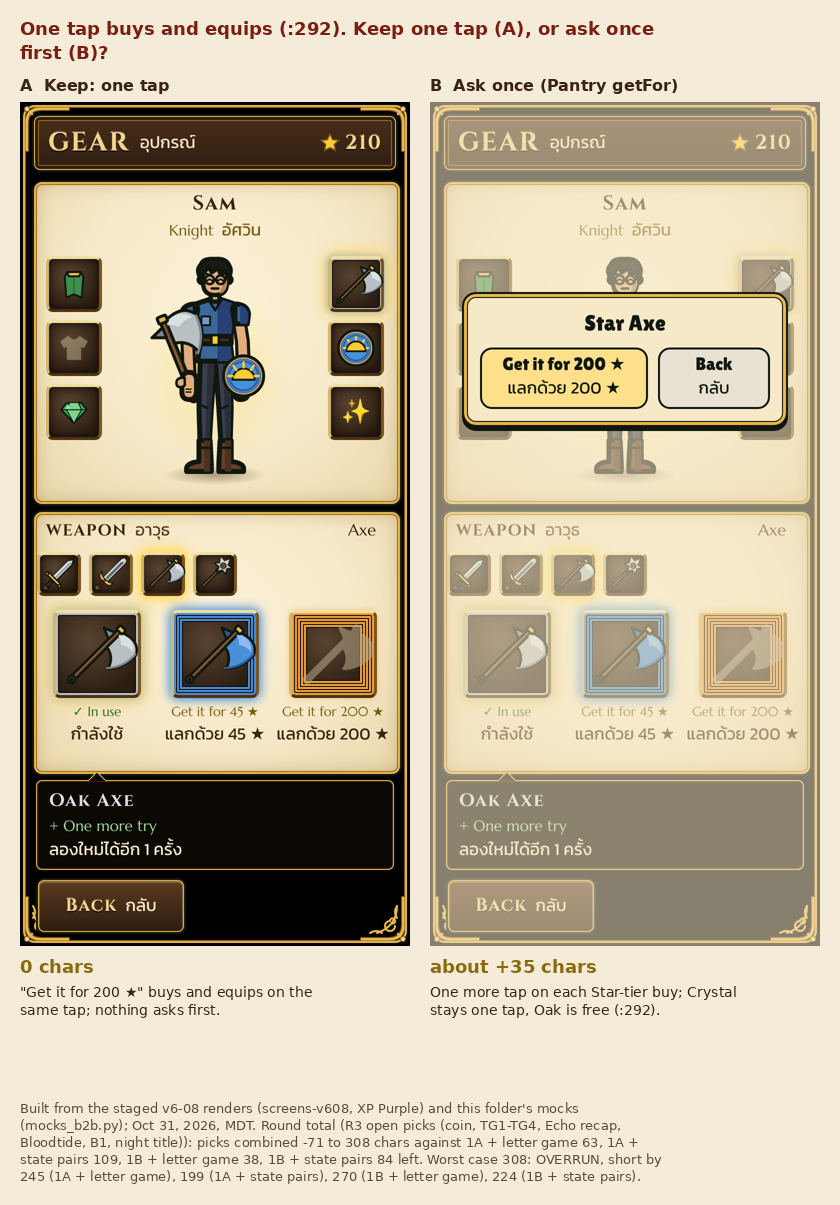 One tap buys and equips (:292). Keep one tap (A), or ask once
first (B)?
A Keep: one tap
GEAR อุปกรณ์ ★ 210
Sam
Knight อัศวิน
WEAPON อาวุธ Axe
✓ In use
กำลังใช้
Get it for 45 ★
แลกด้วย 45 ★
Get it for 200 ★
แลกด้วย 200 ★
Oak Axe
+ One more try
ลองใหม่ได้อีก 1 ครั้ง
Back กลับ
0 chars
"Get it for 200 ★" buys and equips on the
same tap; nothing asks first.
B Ask once (Pantry getFor)
GEAR อุปกรณ์ ★ 210
Sam
Knight อัศวิน
Star Axe
Get it for 200 ★
แลกด้วย 200 ★
Back
กลับ
WEAPON อาวุธ Axe
✓ In use
กำลังใช้
Get it for 45 ★
แลกด้วย 45 ★
Get it for 200 ★
แลกด้วย 200 ★
Oak Axe
+ One more try
ลองใหม่ได้อีก 1 ครั้ง
Back กลับ
about +35 chars
One more tap on each Star-tier buy; Crystal
stays one tap, Oak is free (:292).
Built from the staged v6-08 renders (screens-v608, XP Purple) and this folder's mocks
(mocks_b2b.py); Oct 31, 2026, MDT. Round total (R3 open picks (coin, TG1-TG4, Echo recap,
Bloodtide, B1, night title)): picks combined -71 to 308 chars against 1A + letter game 63, 1A +
state pairs 109, 1B + letter game 38, 1B + state pairs 84 left. Worst case 308: OVERRUN, short by
245 (1A + letter game), 199 (1A + state pairs), 270 (1B + letter game), 224 (1B + state pairs).